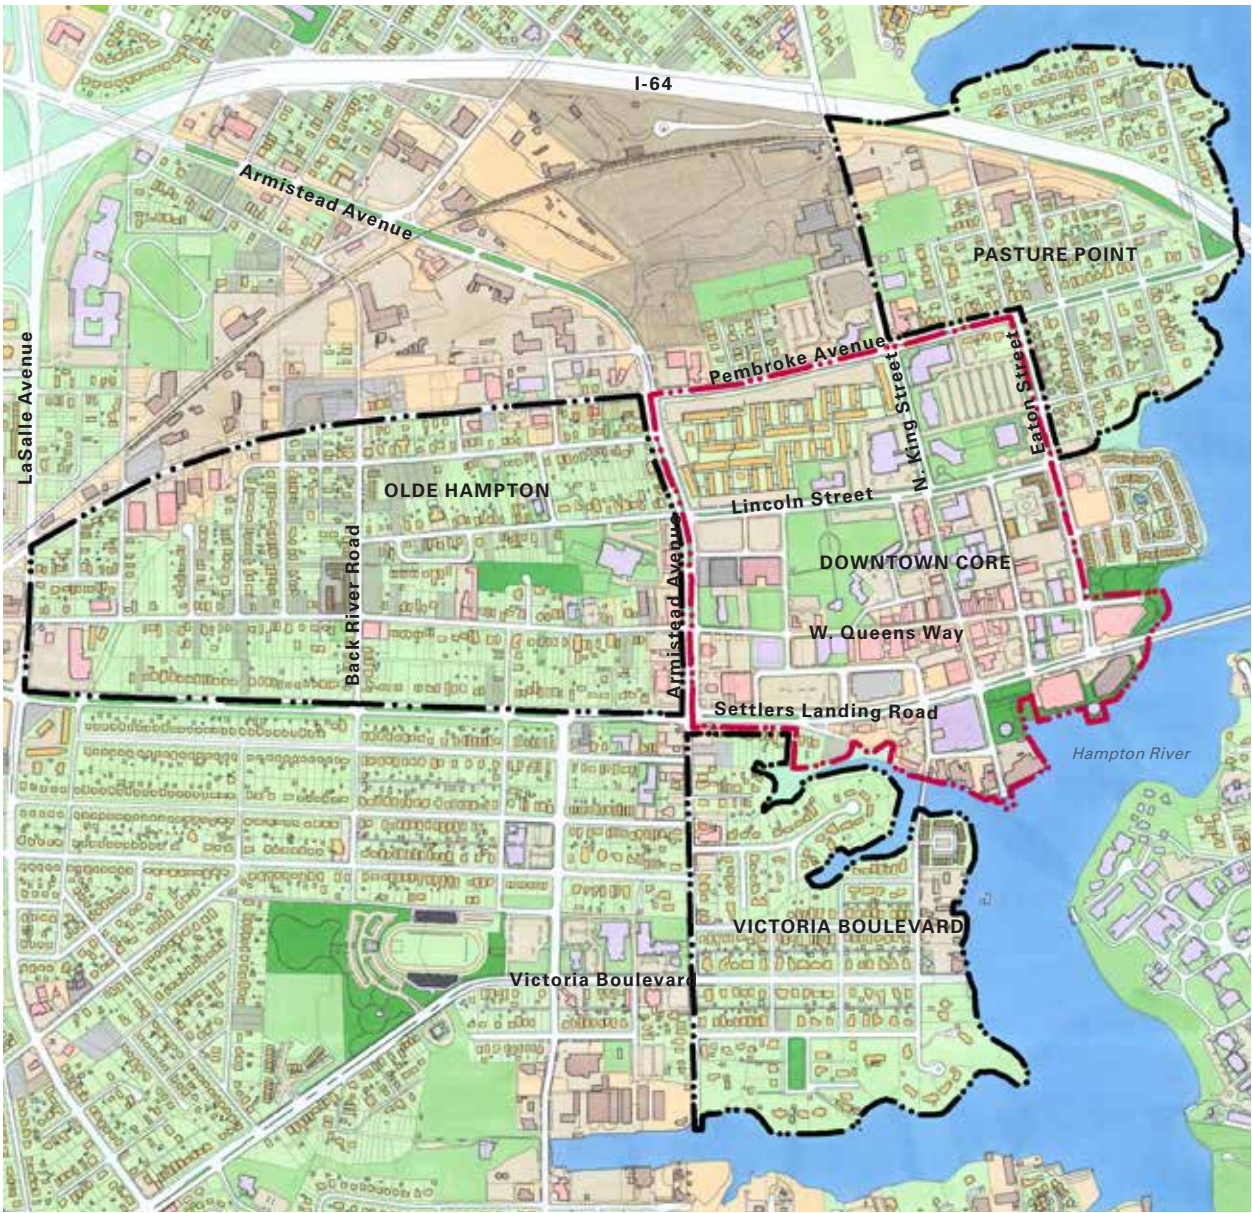 I-64
Armistead Avenue
PASTURE POINT
LaSalle Avenue
Pembroke Avenue
N. King Street
Eaton Street
OLDE HAMPTON
Lincoln Street
Back River Road
Armistead Avenue
DOWNTOWN CORE
W. Queens Way
Settlers Landing Road
Hampton River
VICTORIA BOULEVARD
Victoria Boulevard